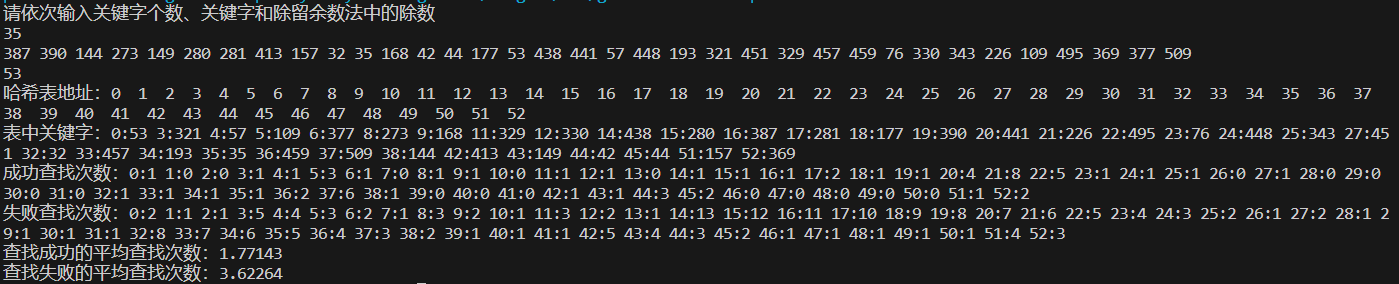 请依次输入关键字个数、关键字和除留余数法中的除数
35
387 390 144 273 149 280 281 413 157 32 35 168 42 44 177 53 438 441 57 448 193 321 451 329 457 459 76 330 343 226 109 495 369 377 509
53
哈希表地址: 0 1 2 3 4 5 6 7 8 9 10 11 12 13 14 15 16 17 18 19 20 21 22 23 24 25 26 27 28 29 30 31 32 33 34 35 36 37
38 39 40 41 42 43 44 45 46 47 48 49 50 51 52
表中关键字: 0:53 3:321 4:57 5:109 6:377 8:273 9:168 11:329 12:330 14:438 15:280 16:387 17:281 18:177 19:390 20:441 21:226 22:495 23:76 24:448 25:343 27:45
1 32:32 33:457 34:193 35:35 36:459 37:509 38:144 42:413 43:149 44:42 45:44 51:157 52:369
成功查找次数: 0:1 1:0 2:0 3:1 4:1 5:3 6:1 7:0 8:1 9:1 10:0 11:1 12:1 13:0 14:1 15:1 16:1 17:2 18:1 19:1 20:4 21:8 22:5 23:1 24:1 25:1 26:0 27:1 28:0 29:0
30:0 31:0 32:1 33:1 34:1 35:1 36:2 37:6 38:1 39:0 40:0 41:0 42:1 43:1 44:3 45:2 46:0 47:0 48:0 49:0 50:0 51:1 52:2
失败查找次数: 0:2 1:1 2:1 3:5 4:4 5:3 6:2 7:1 8:3 9:2 10:1 11:3 12:2 13:1 14:13 15:12 16:11 17:10 18:9 19:8 20:7 21:6 22:5 23:4 24:3 25:2 26:1 27:2 28:1 2
9:1 30:1 31:1 32:8 33:7 34:6 35:5 36:4 37:3 38:2 39:1 40:1 41:1 42:5 43:4 44:3 45:2 46:1 47:1 48:1 49:1 50:1 51:4 52:3
查找成功的平均查找次数: 1.77143
查找失败的平均查找次数: 3.62264